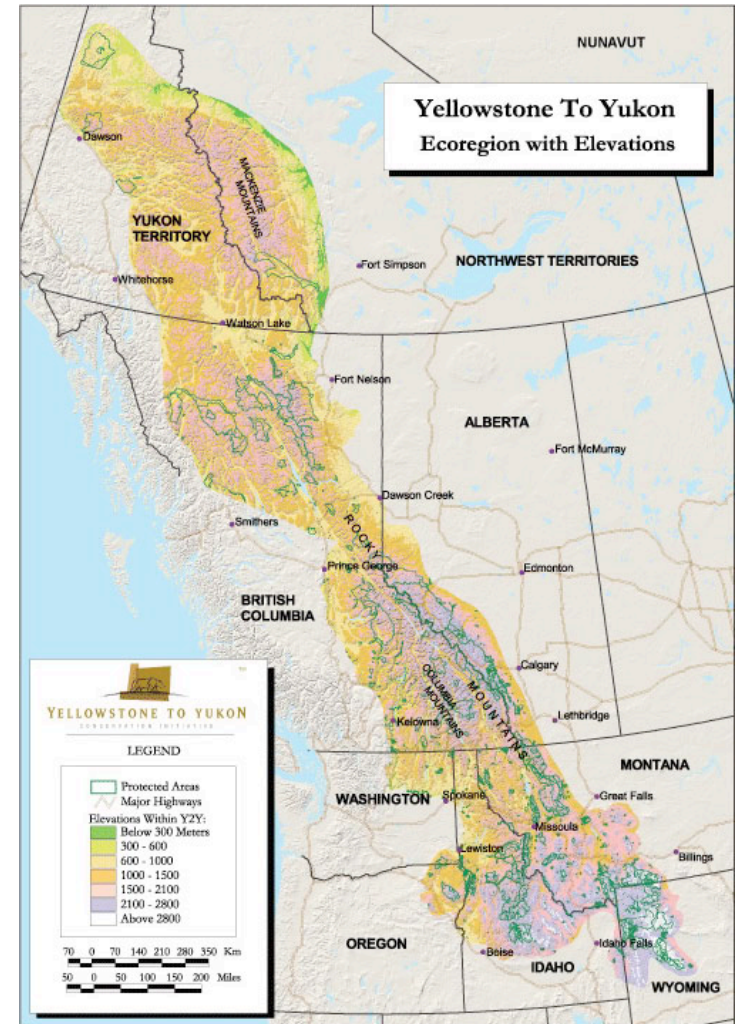 NUNAVUT
Yellowstone To Yukon
Ecoregion with Elevations
Dawson
MACKENZIE
MOUNTAINS
YUKON
TERRITORY
Fort Simpson
NORTHWEST TERRITORIES
Whitehorse
Watson Lake
Fort Nelson
ALBERTA
Fort McMurray
Dawson Creek
Smithers
ROCKY
Prince George
Edmonton
BRITISH
COLUMBIA
Calgary
COLUMBIA
MOUNTAINS
MOUNTAINS
Lethbridge
Kelowna
MONTANA
WASHINGTON
Spokane
Great Falls
Missoula
Lewiston
Billings
OREGON
Boise
Idaho Falls
IDAHO
WYOMING
YELLOWSTONE TO YUKON
CONSERVATION INITIATIVE
LEGEND
Protected Areas
Major Highways
Elevations Within Y2Y:
Below 300 Meters
300 - 600
600 - 1000
1000 - 1500
1500 - 2100
2100 - 2800
Above 2800
70 0 70 140 210 280 350 Km
50 0 50 100 150 200 Miles